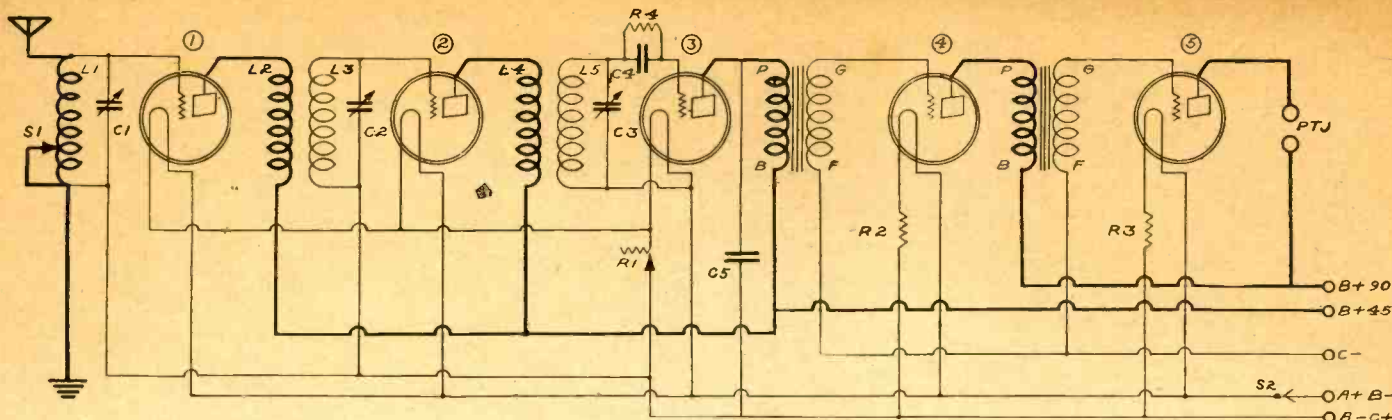 R4
① ② ③ ④ ⑤
L1 L2 L3 L4 L5 C4 P G P G
S1 C1 C2 C3 PTJ
B F B F
R1 C5 R2 R3
B+90
B+45
C-
S2 A+B-
A-C+